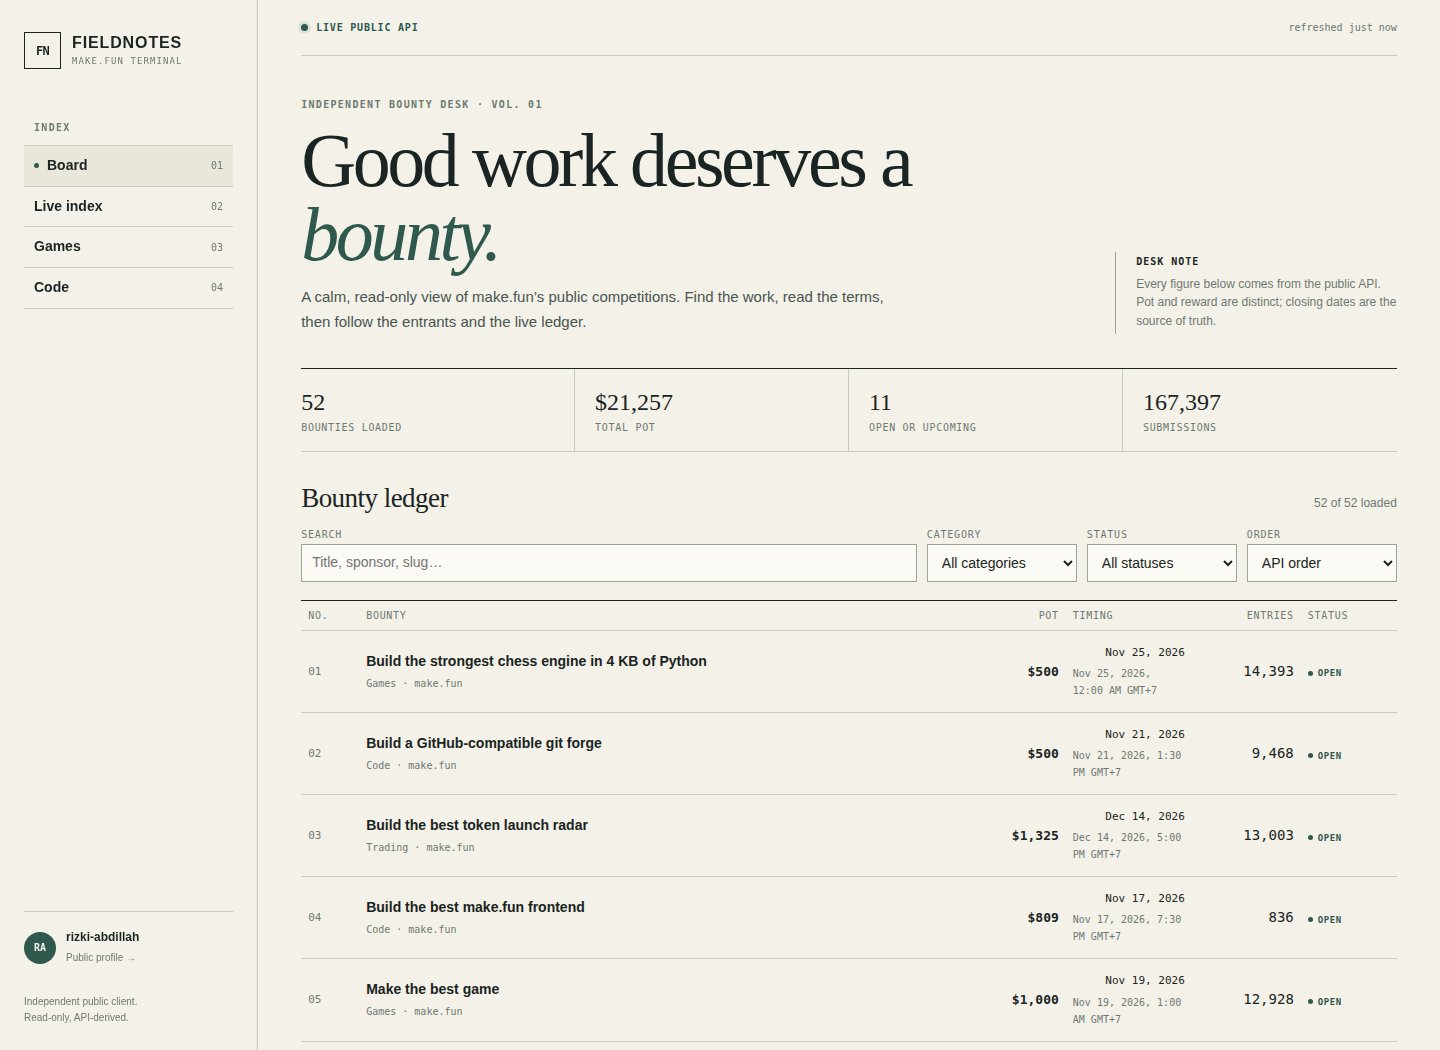 FN
FIELDNOTES
MAKE.FUN TERMINAL
INDEX
Board 01
Live index 02
Games 03
Code 04
rizki-abdillah
RA
Public profile →
Independent public client.
Read-only, API-derived.
LIVE PUBLIC API
refreshed just now
INDEPENDENT BOUNTY DESK · VOL. 01
Good work deserves a
bounty.
A calm, read-only view of make.fun’s public competitions. Find the work, read the terms,
then follow the entrants and the live ledger.
DESK NOTE
Every figure below comes from the public API.
Pot and reward are distinct; closing dates are the
source of truth.
52
BOUNTIES LOADED
$21,257
TOTAL POT
11
OPEN OR UPCOMING
167,397
SUBMISSIONS
Bounty ledger
52 of 52 loaded
SEARCH
Title, sponsor, slug…
CATEGORY
All categories
STATUS
All statuses
ORDER
API order
NO. BOUNTY POT TIMING ENTRIES STATUS
01
Build the strongest chess engine in 4 KB of Python
Games · make.fun
$500
Nov 25, 2026
Nov 25, 2026,
12:00 AM GMT+7
14,393
OPEN
02
Build a GitHub-compatible git forge
Code · make.fun
$500
Nov 21, 2026
Nov 21, 2026, 1:30
PM GMT+7
9,468
OPEN
03
Build the best token launch radar
Trading · make.fun
$1,325
Dec 14, 2026
Dec 14, 2026, 5:00
PM GMT+7
13,003
OPEN
04
Build the best make.fun frontend
Code · make.fun
$809
Nov 17, 2026
Nov 17, 2026, 7:30
PM GMT+7
836
OPEN
05
Make the best game
Games · make.fun
$1,000
Nov 19, 2026
Nov 19, 2026, 1:00
AM GMT+7
12,928
OPEN